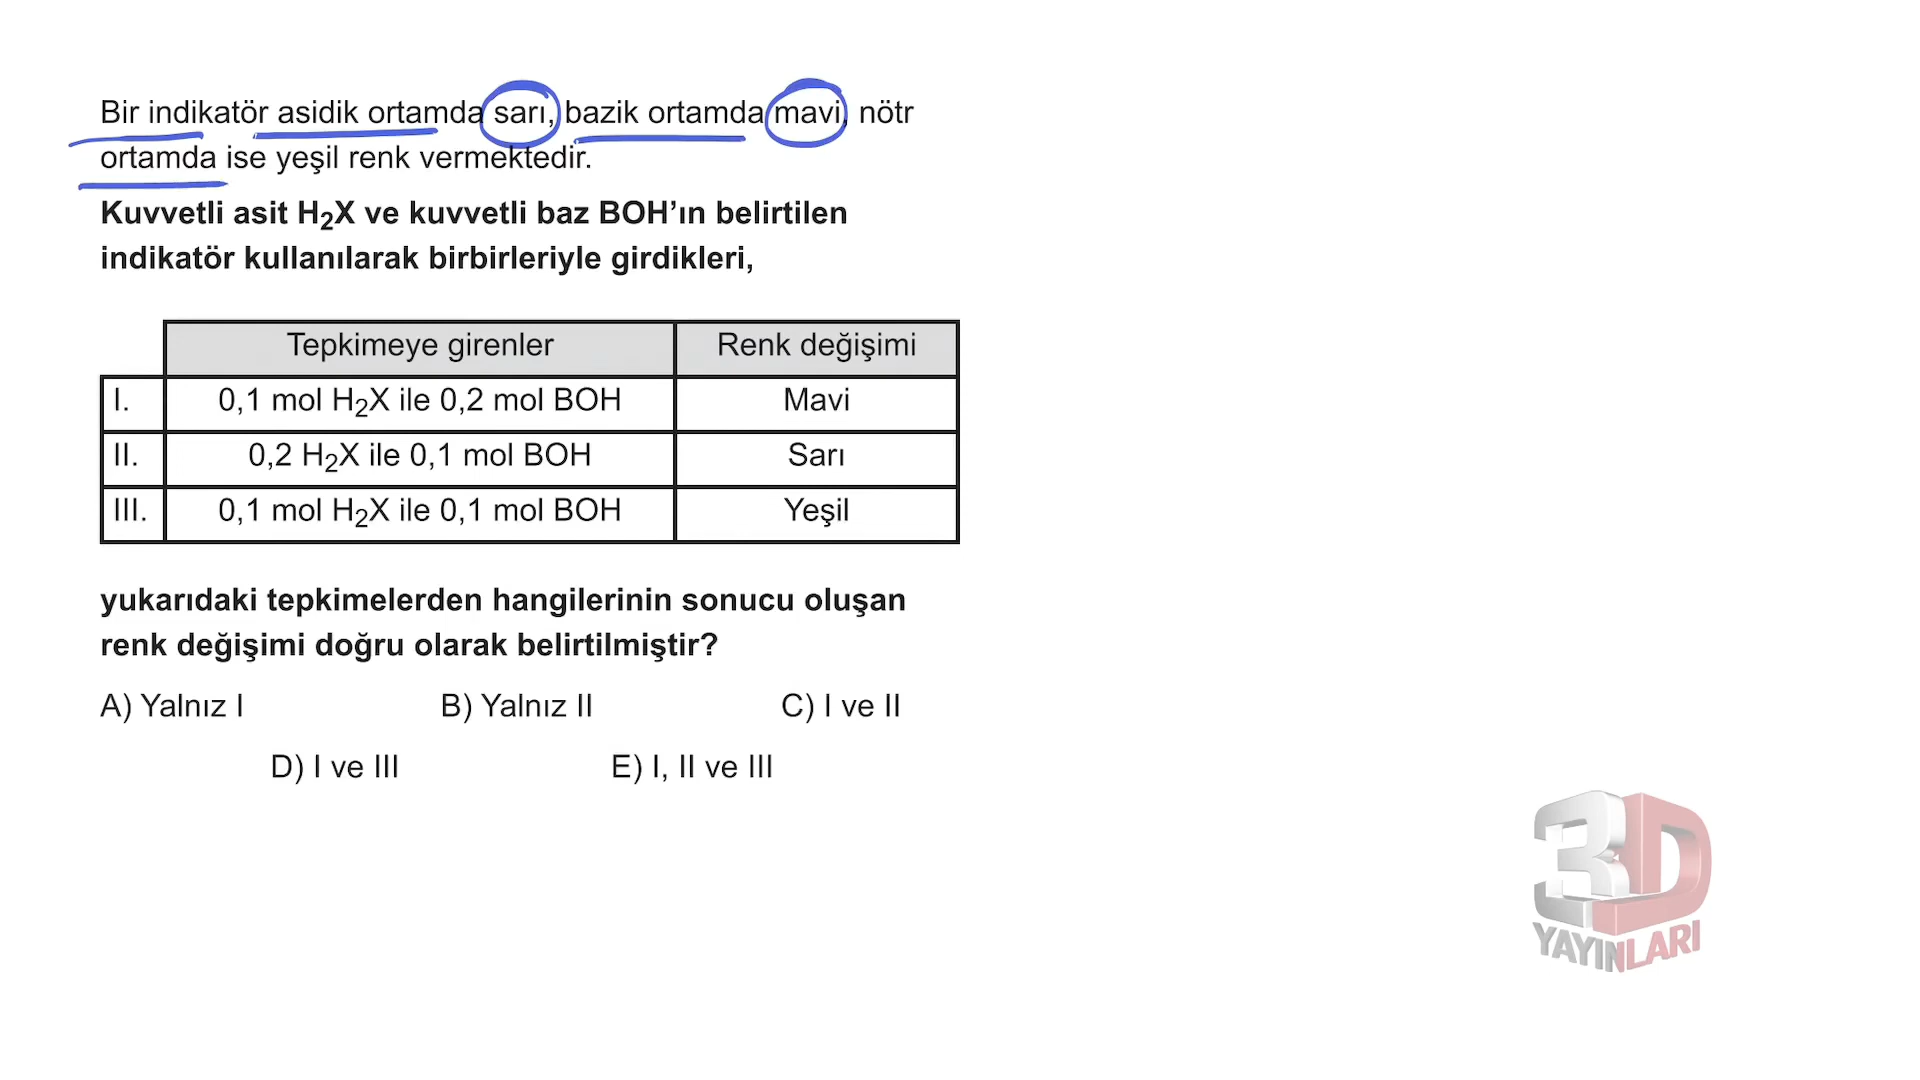 Bir indikatör asidik ortamda sarı, bazik ortamda mavi, nötr
ortamda ise yeşil renk vermektedir.
Kuvvetli asit H₂X ve kuvvetli baz BOH’ın belirtilen
indikatör kullanılarak birbirleriyle girdikleri,
Tepkimeye girenler Renk değişimi
I. 0,1 mol H₂X ile 0,2 mol BOH Mavi
II. 0,2 H₂X ile 0,1 mol BOH Sarı
III. 0,1 mol H₂X ile 0,1 mol BOH Yeşil
yukarıdaki tepkimelerden hangilerinin sonucu oluşan
renk değişimi doğru olarak belirtilmiştir?
A) Yalnız I B) Yalnız II C) I ve II
D) I ve III E) I, II ve III
3D
YAYINLARI